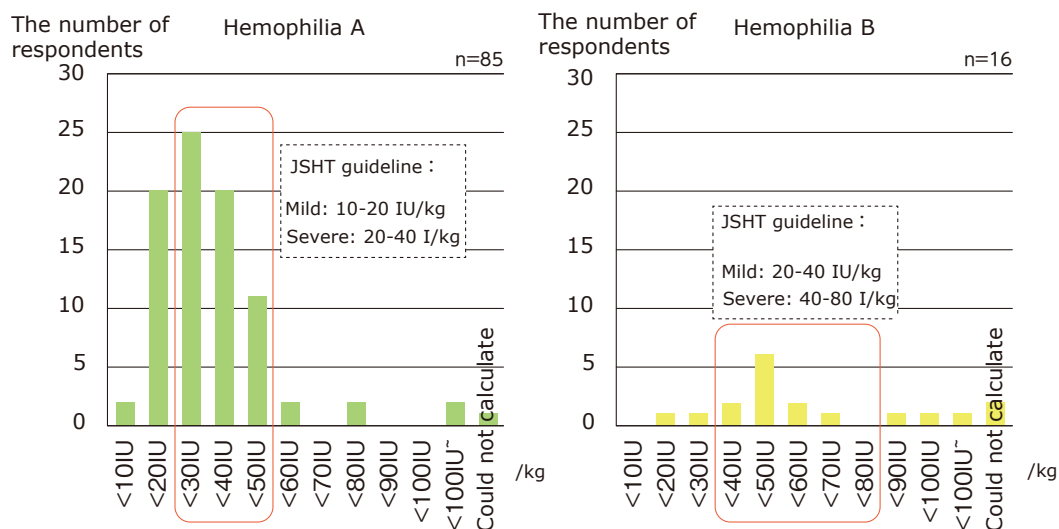 The number of
respondents
Hemophilia A
n=85
30
25
20
15
10
5
0
JSHT guideline :
Mild: 10-20 IU/kg
Severe: 20-40 I/kg
<10IU
<20IU
<30IU
<40IU
<50IU
<60IU
<70IU
<80IU
<90IU
<100IU
<100IU~
Could not calculate
/kg
The number of
respondents
Hemophilia B
n=16
30
25
20
15
10
5
0
JSHT guideline :
Mild: 20-40 IU/kg
Severe: 40-80 I/kg
<10IU
<20IU
<30IU
<40IU
<50IU
<60IU
<70IU
<80IU
<90IU
<100IU
<100IU~
Could not calculate
/kg